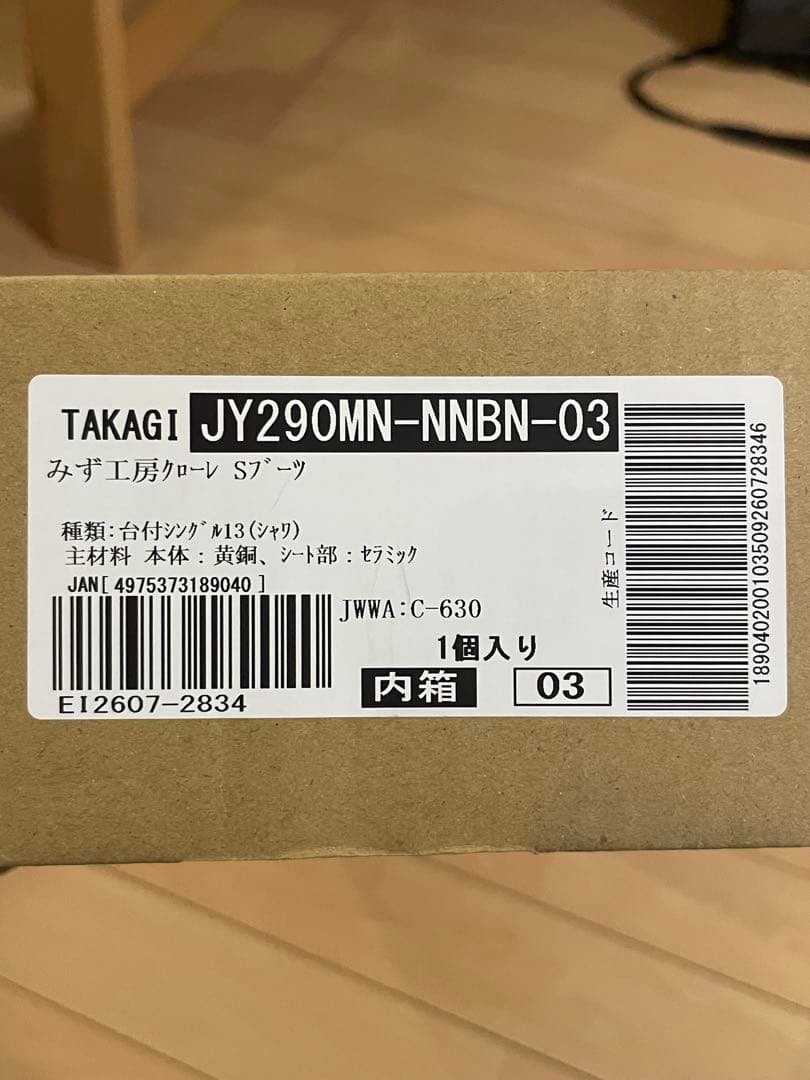 TAKAGI JY290MN-NNBN-03
みず工房ｸﾛｰﾚ Sﾌﾞｰﾂ
種類:台付ｼﾝｸﾞﾙ13(ｼｬﾜ)
主材料 本体：黄銅、ｼｰﾄ部：ｾﾗﾐｯｸ
JAN[ 4975373189040 ]
JWWA:C-630
1個入り
内箱 03
EI2607-2834
生産コード
18904020010350926072​8346